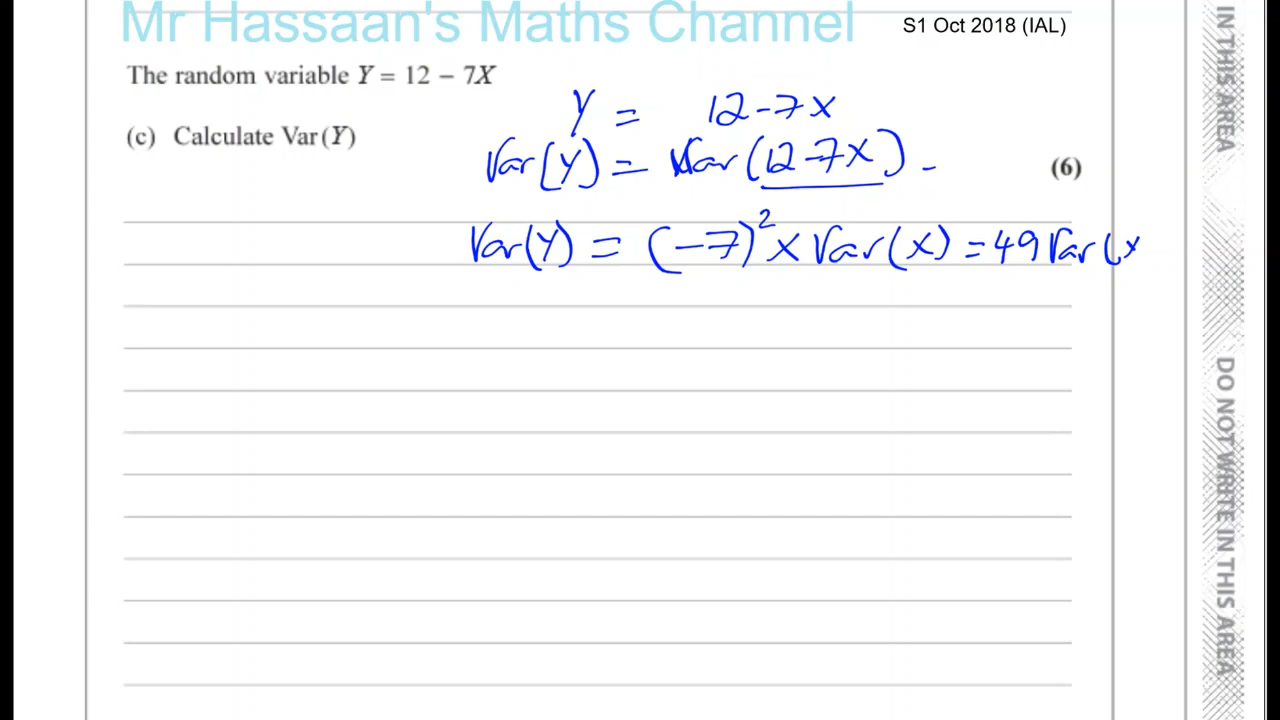 Mr Hassaan's Maths Channel
S1 Oct 2018 (IAL)
The random variable Y = 12 – 7X
Y = 12-7x
(c) Calculate Var(Y)
Var(Y) = Var(12-7X)-
(6)
Var(Y) = (-7)² x Var(x) = 49 Var(x
IN THIS AREA
DO NOT WRITE IN THIS AREA